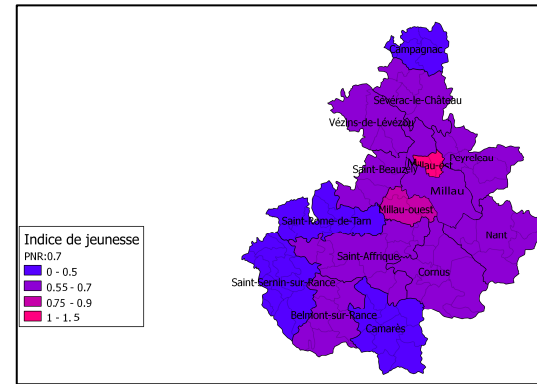 Campagnac
Sévérac-le-Château
Vézins-de-Lévézou
Millau-est
Peyreleau
Saint-Beauzély
Millau
Millau-ouest
Saint-Rome-de-Tarn
Nant
Saint-Affrique
Cornus
Saint-Sernin-sur-Rance
Belmont-sur-Rance
Camarès
Indice de jeunesse
PNR:0.7
0 - 0.5
0.55 - 0.7
0.75 - 0.9
1 - 1.5